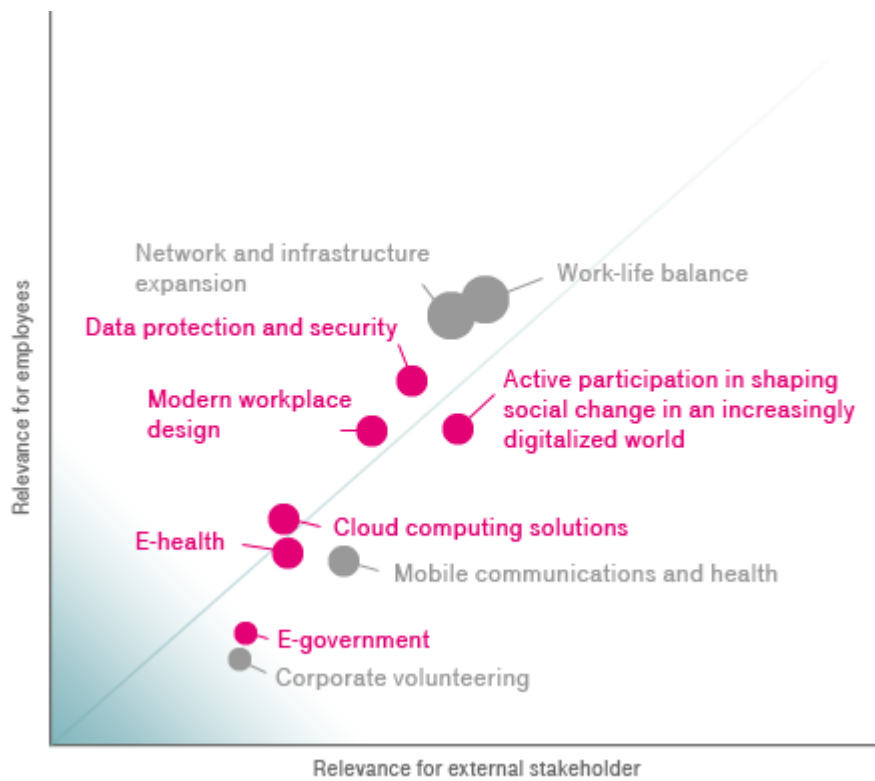 Network and infrastructure
expansion
Work-life balance
Data protection and security
Active participation in shaping
social change in an increasingly
digitalized world
Modern workplace
design
Cloud computing solutions
E-health
Mobile communications and health
E-government
Corporate volunteering
Relevance for employees
Relevance for external stakeholder